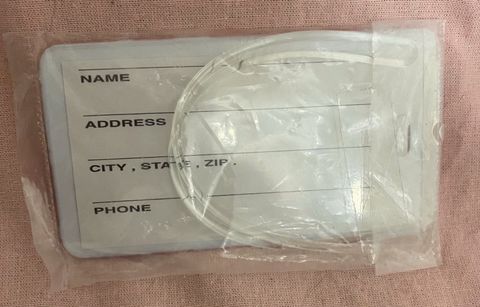 NAME
ADDRESS
CITY , STATE , ZIP .
PHONE